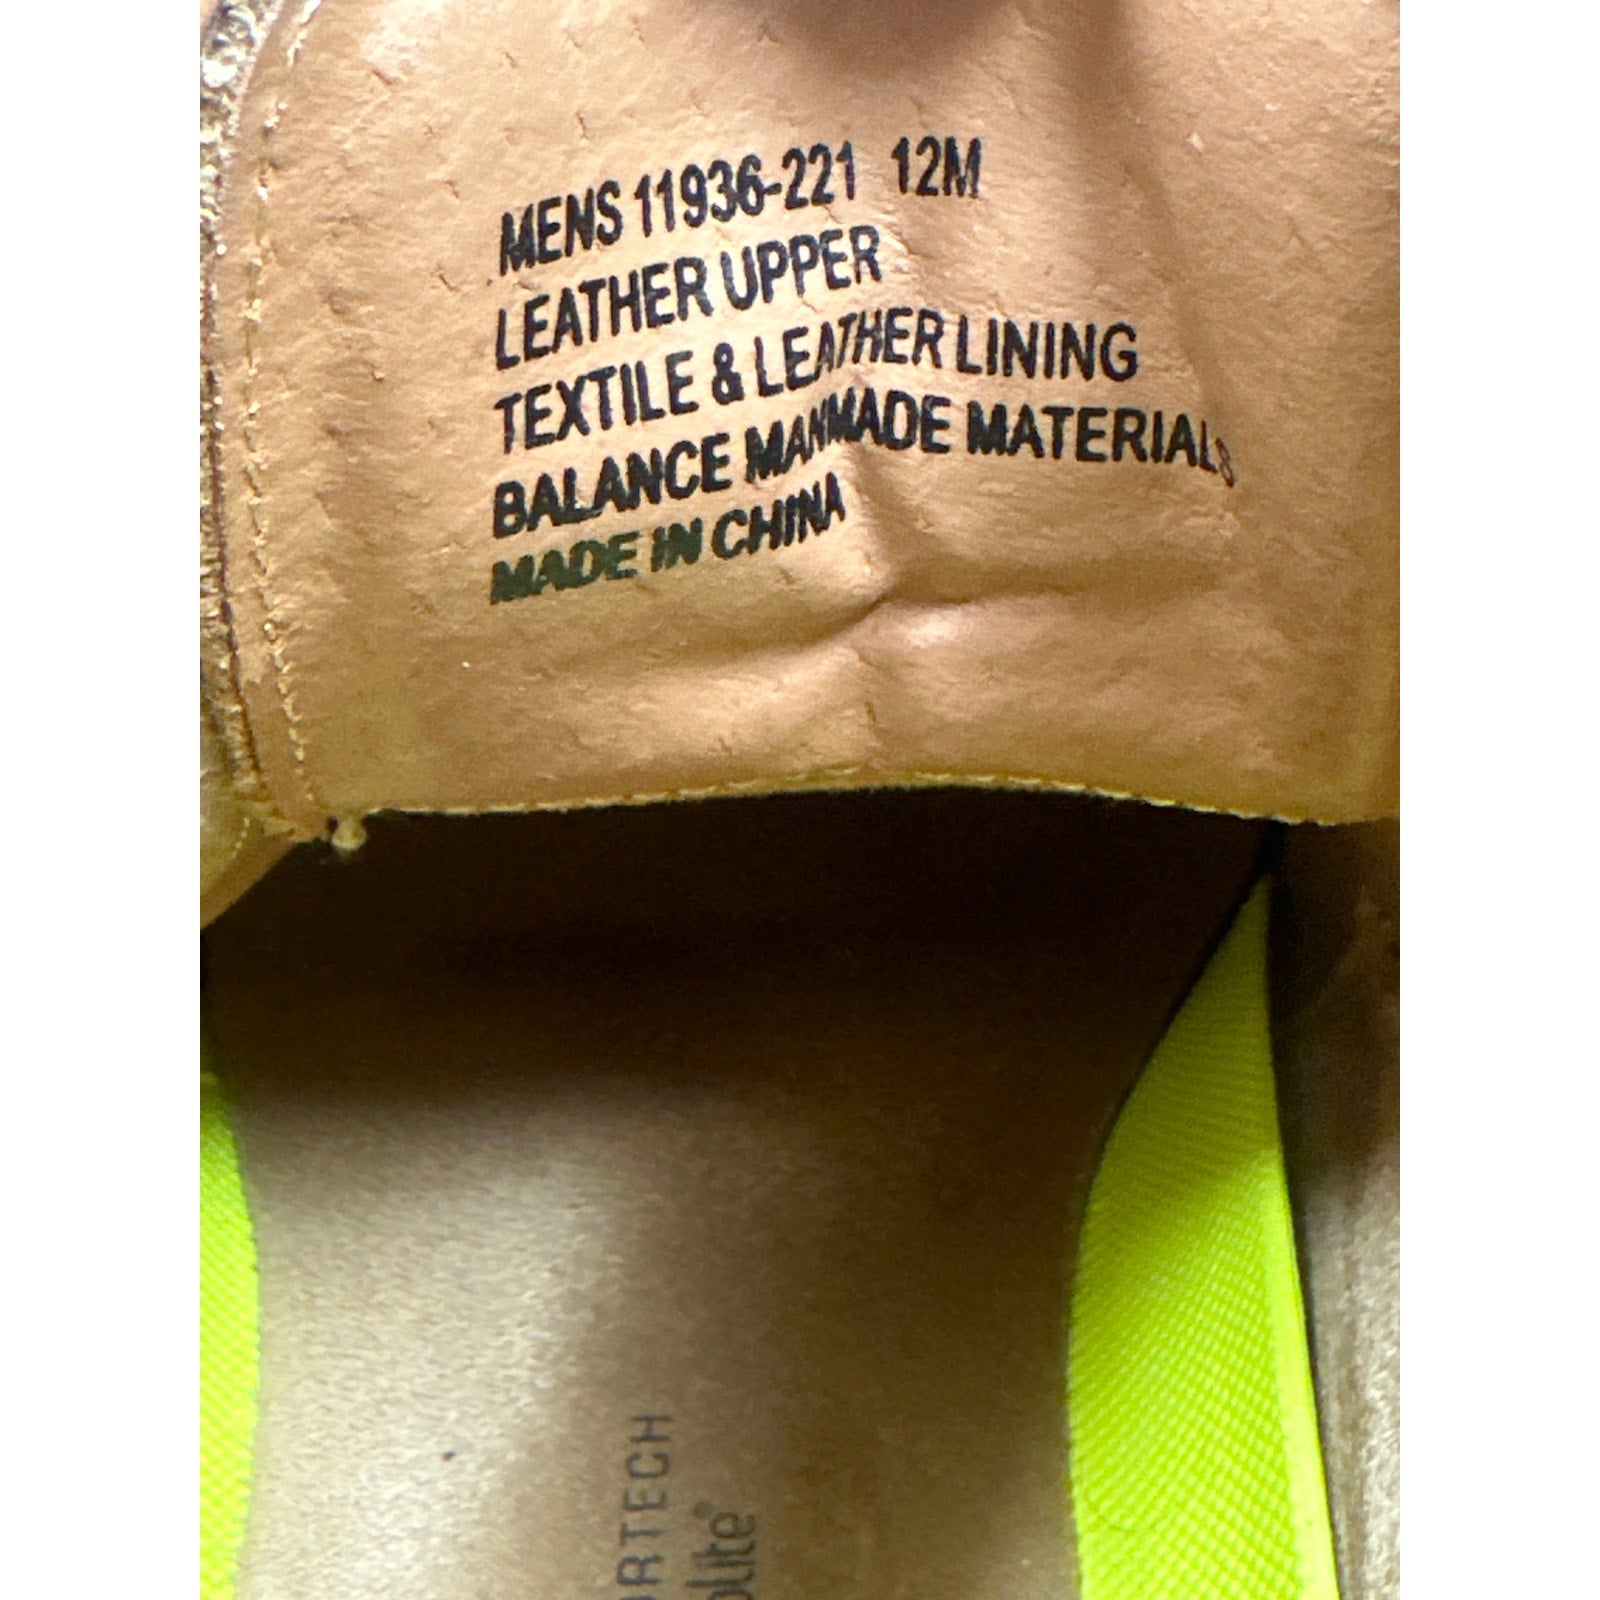 MENS 11936-221 12M
LEATHER UPPER
TEXTILE & LEATHER LINING
BALANCE MANMADE MATERIALS
MADE IN CHINA